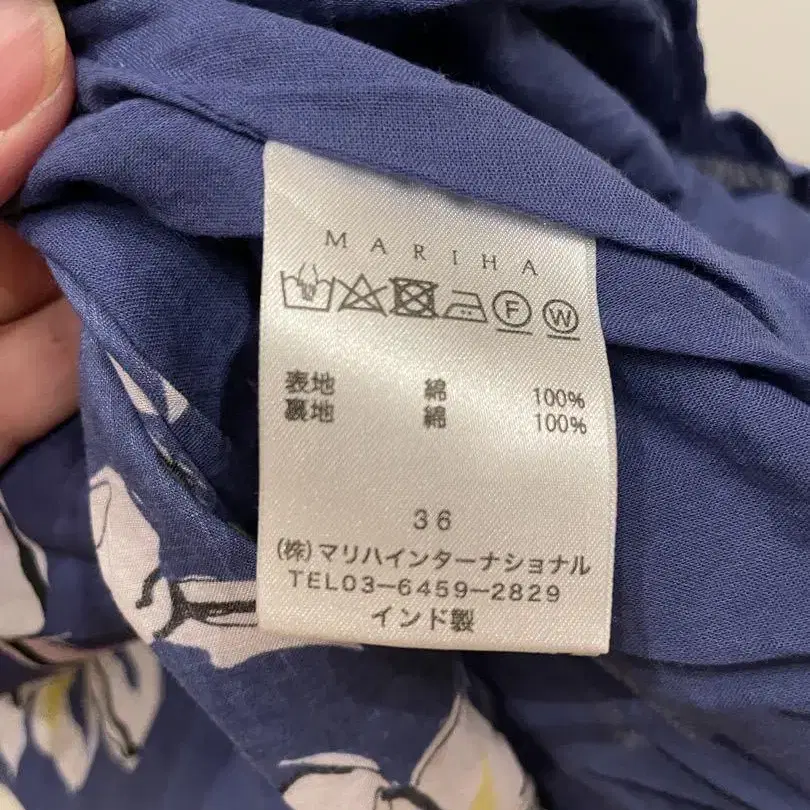 MARIHA
F W
表地 綿 100%
裏地 綿 100%
36
(株)マリハインターナショナル
TEL03-6459-2829
インド製